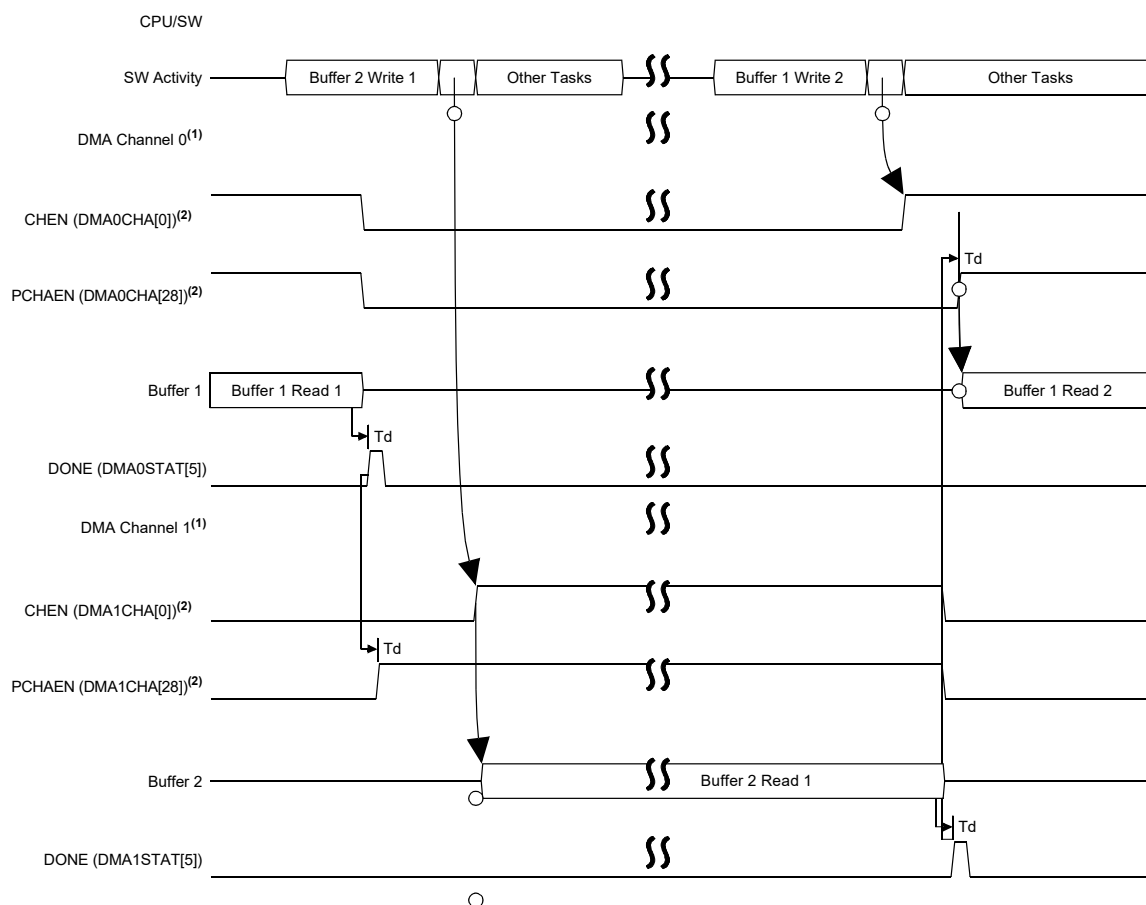 CPU/SW
SW Activity
Buffer 2 Write 1
Other Tasks
Buffer 1 Write 2
Other Tasks
DMA Channel 0(1)
CHEN (DMA0CHA[0])(2)
Td
PCHAEN (DMA0CHA[28])(2)
Buffer 1
Buffer 1 Read 1
Buffer 1 Read 2
Td
DONE (DMA0STAT[5])
DMA Channel 1(1)
CHEN (DMA1CHA[0])(2)
Td
PCHAEN (DMA1CHA[28])(2)
Buffer 2
Buffer 2 Read 1
Td
DONE (DMA1STAT[5])